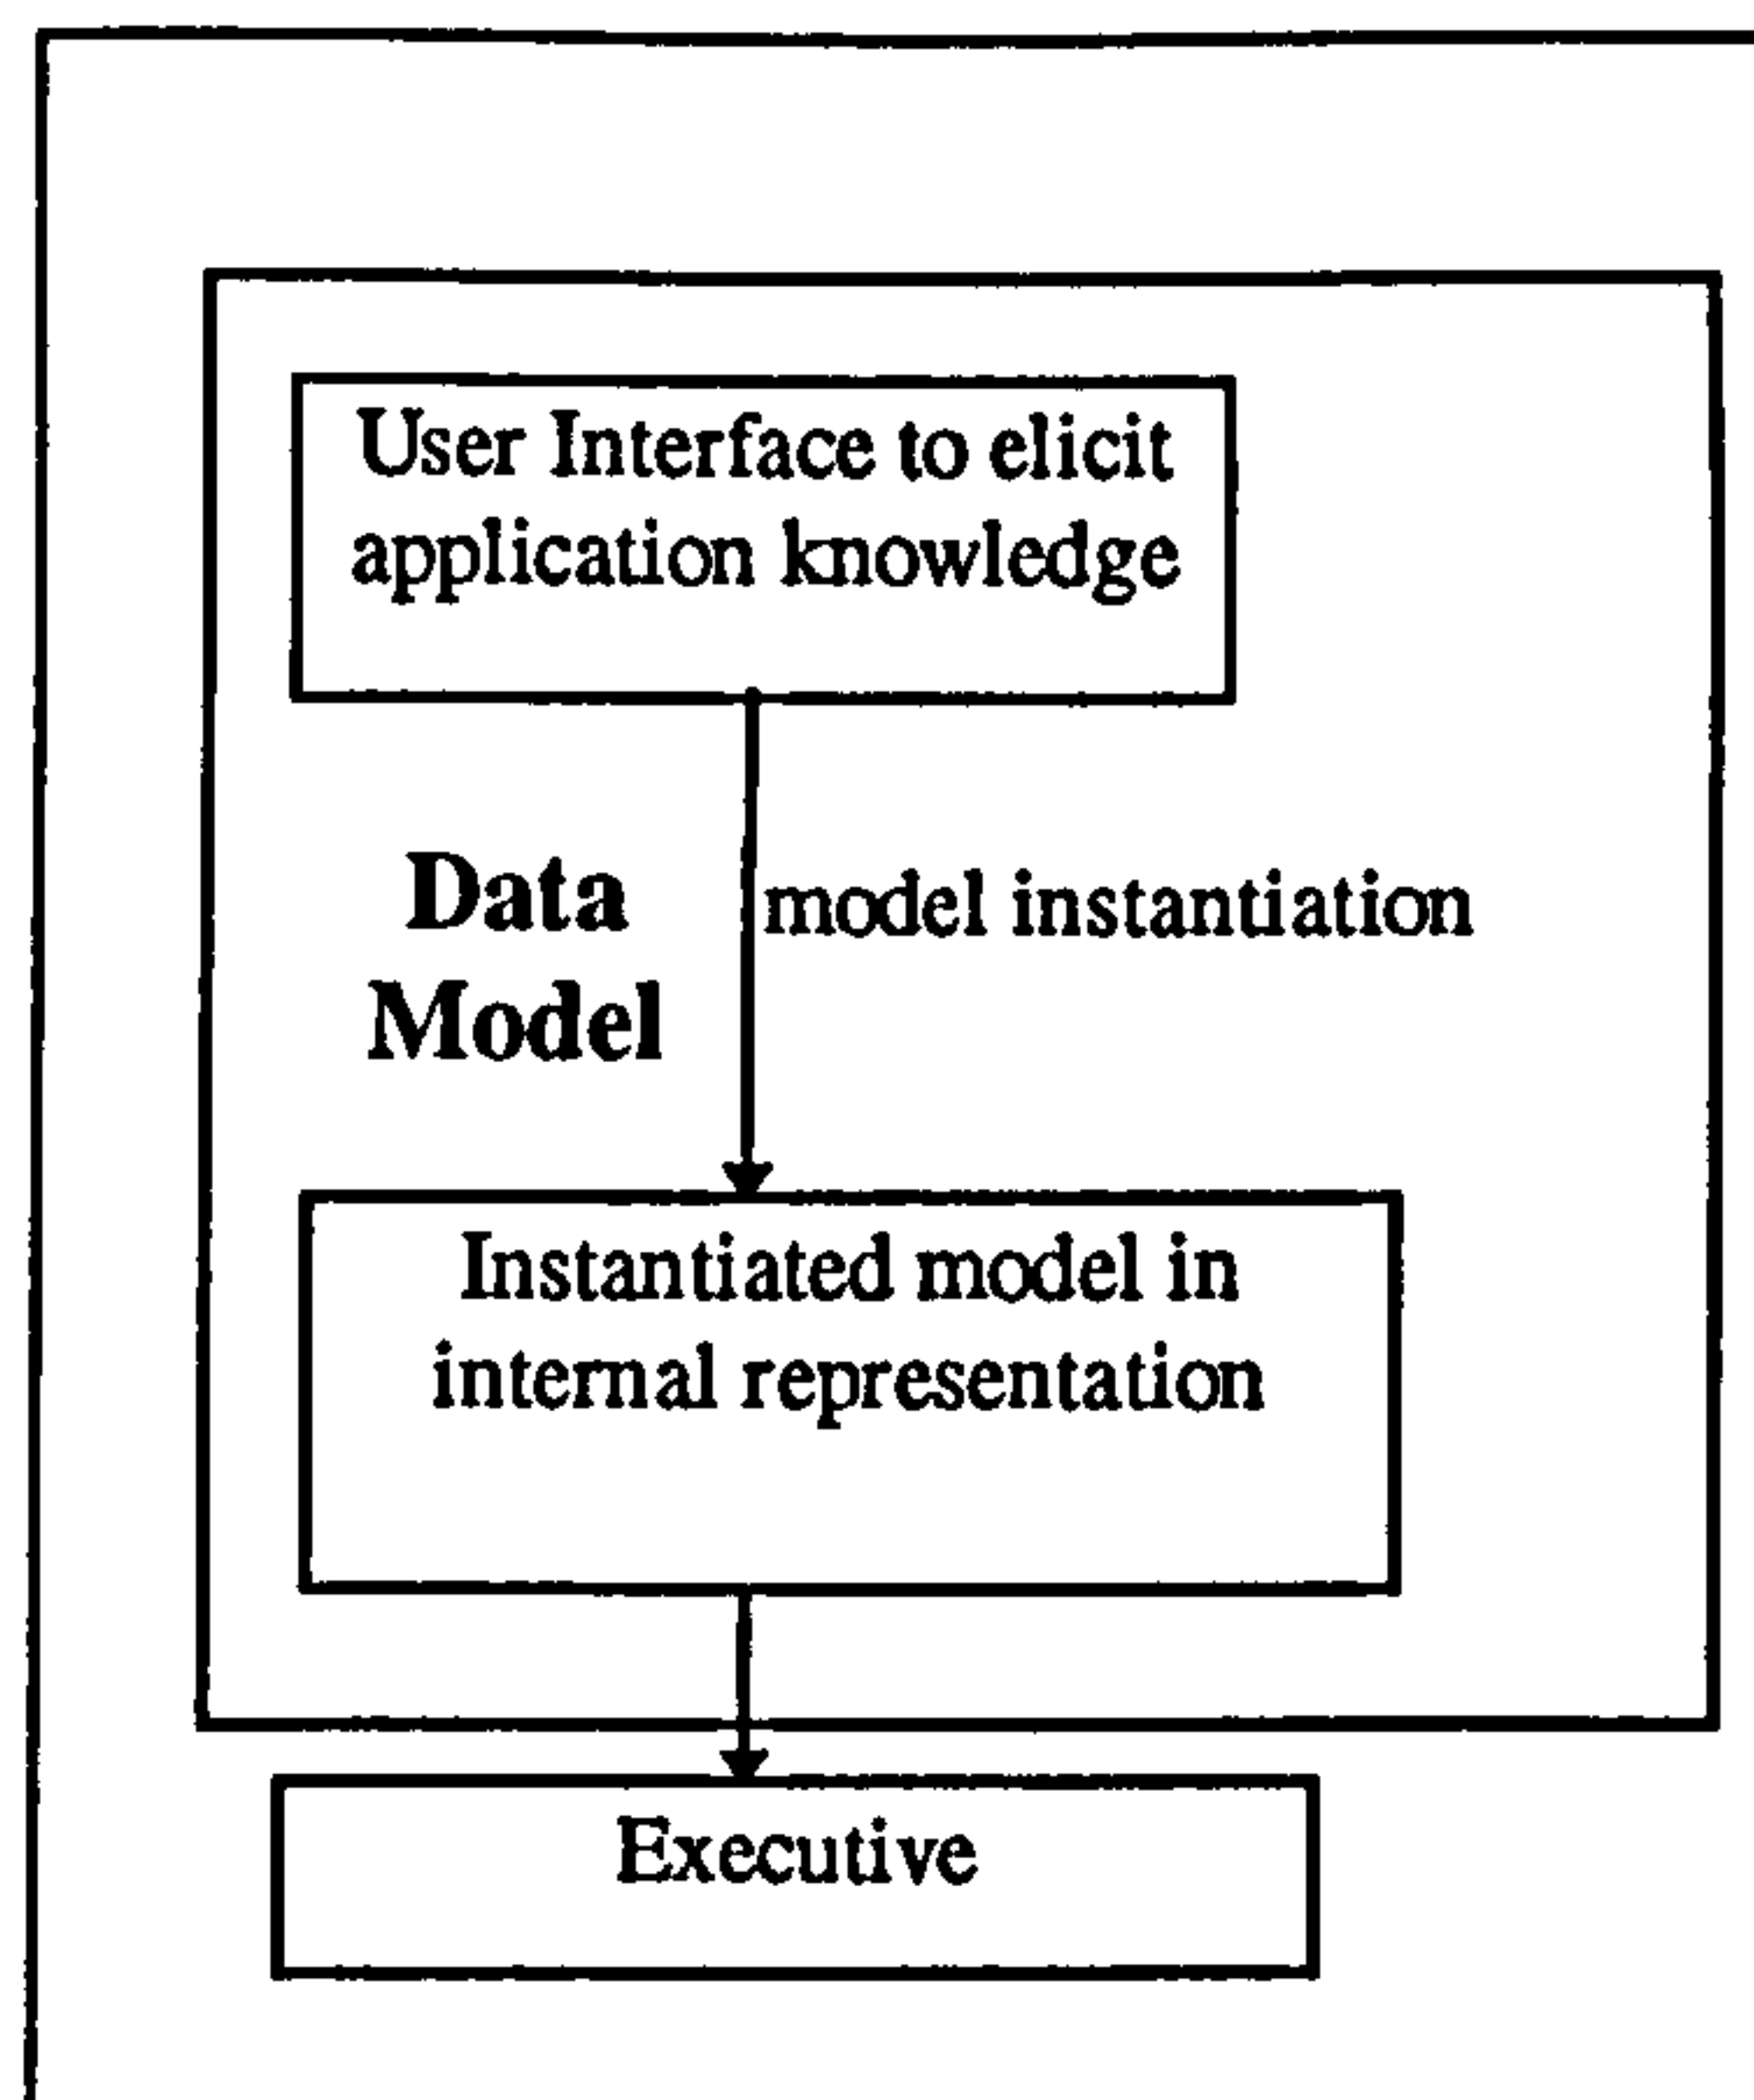 User Interface to elicit
application knowledge
Data
Model
model instantiation
Instantiated model in
internal representation
Executive